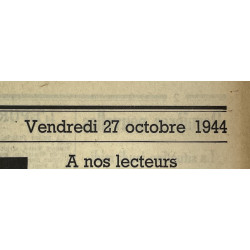 Vendredi 27 octobre 1944
A nos lecteurs